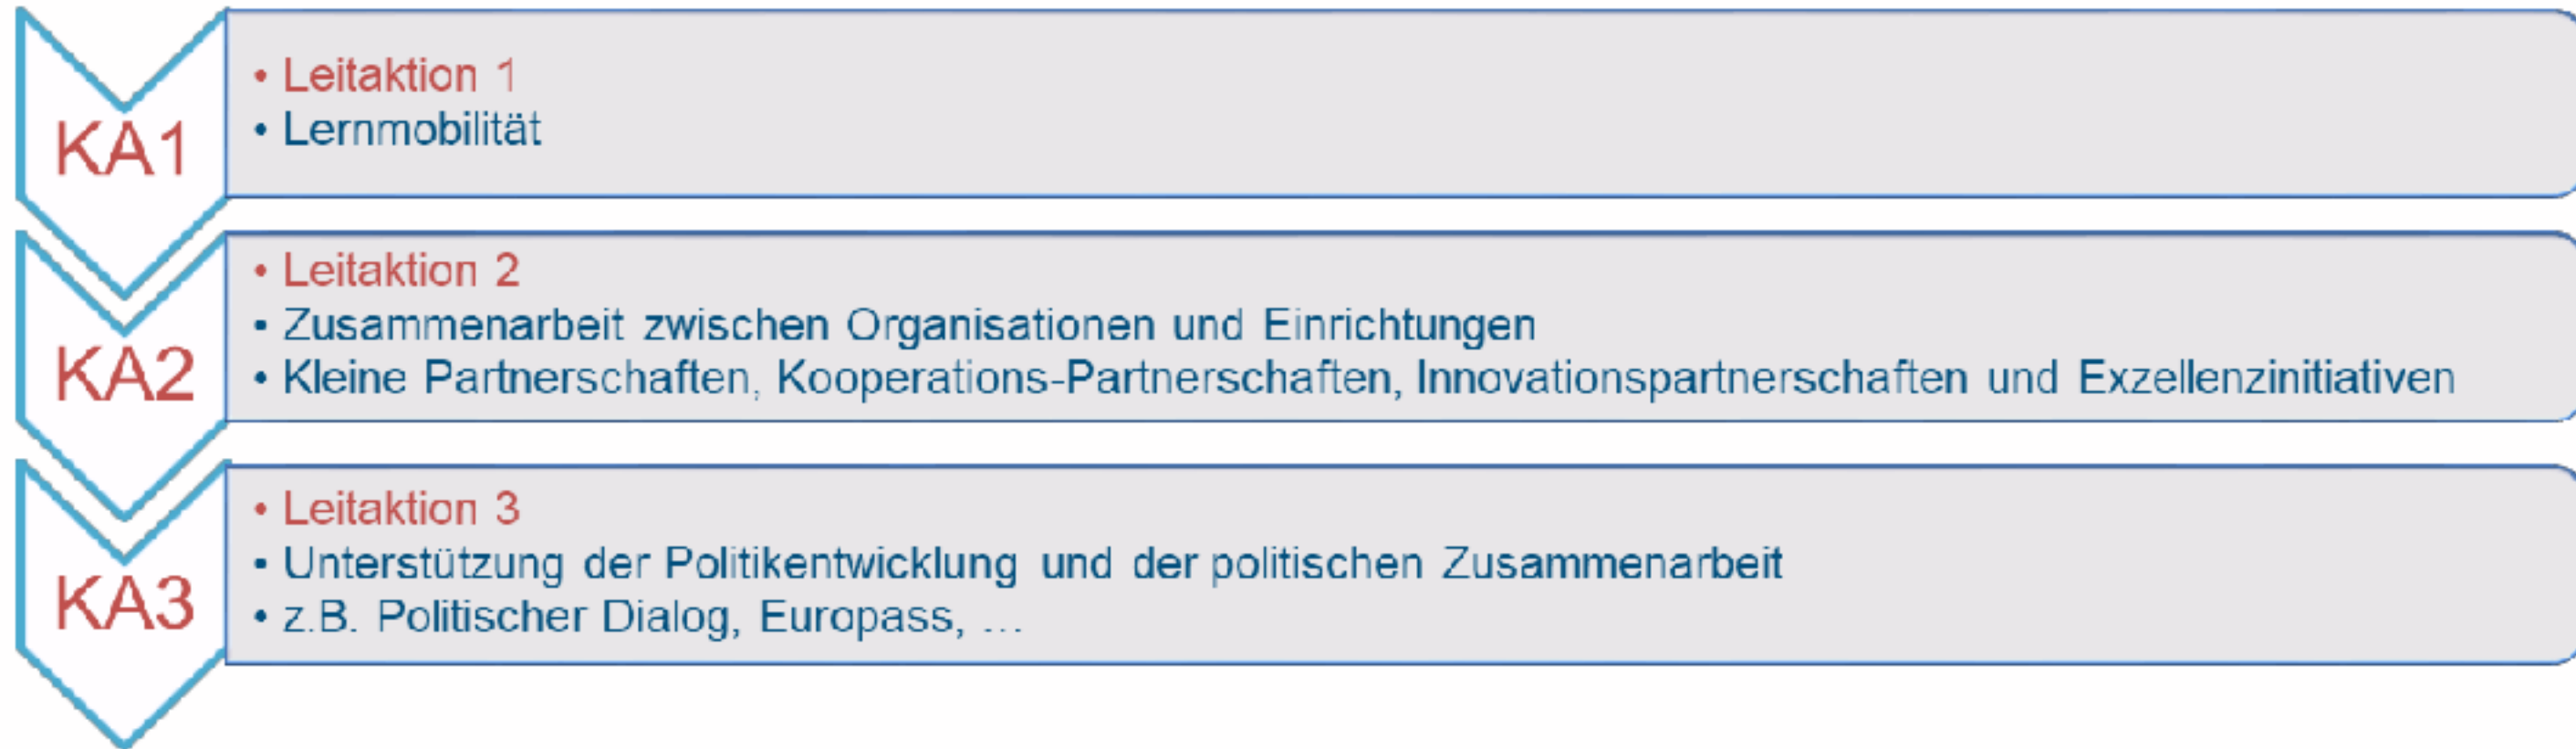 KA1
• Leitaktion 1
• Lernmobilität
KA2
• Leitaktion 2
• Zusammenarbeit zwischen Organisationen und Einrichtungen
• Kleine Partnerschaften, Kooperations-Partnerschaften, Innovationspartnerschaften und Exzellenzinitiativen
KA3
• Leitaktion 3
• Unterstützung der Politikentwicklung und der politischen Zusammenarbeit
• z.B. Politischer Dialog, Europass, ...